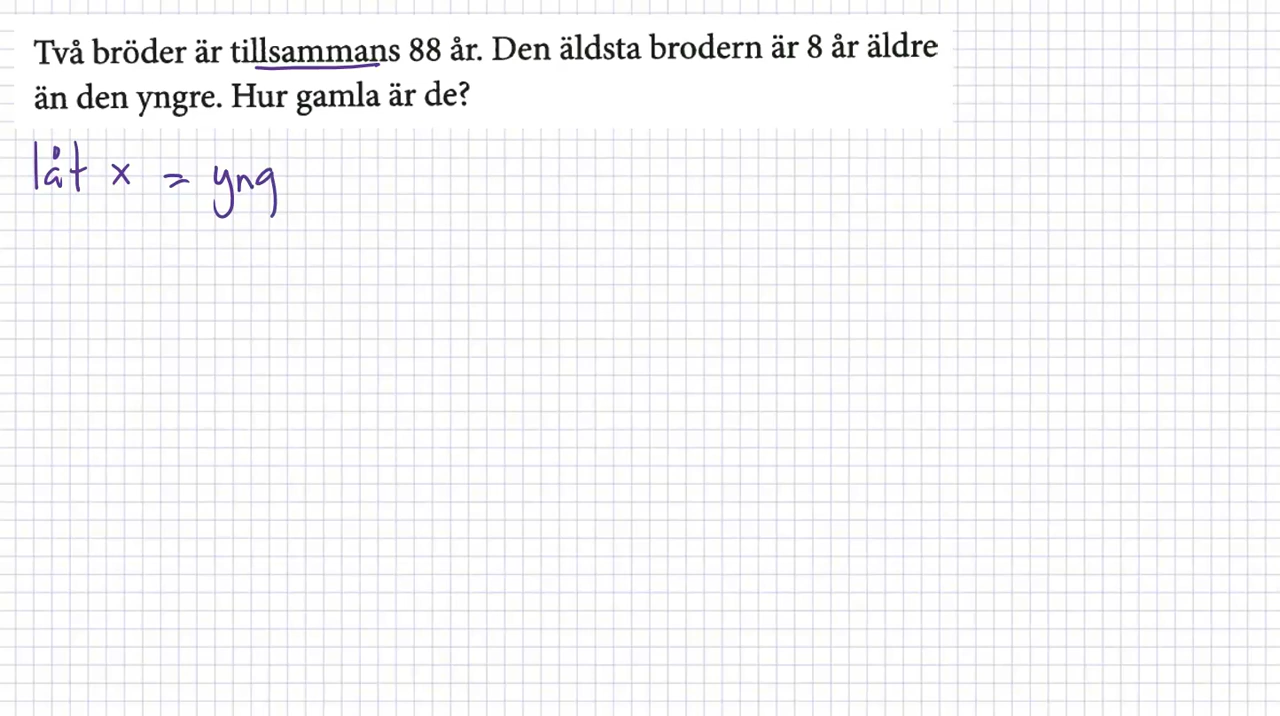 Två bröder är tillsammans 88 år. Den äldsta brodern är 8 år äldre
än den yngre. Hur gamla är de?
låt x = yng